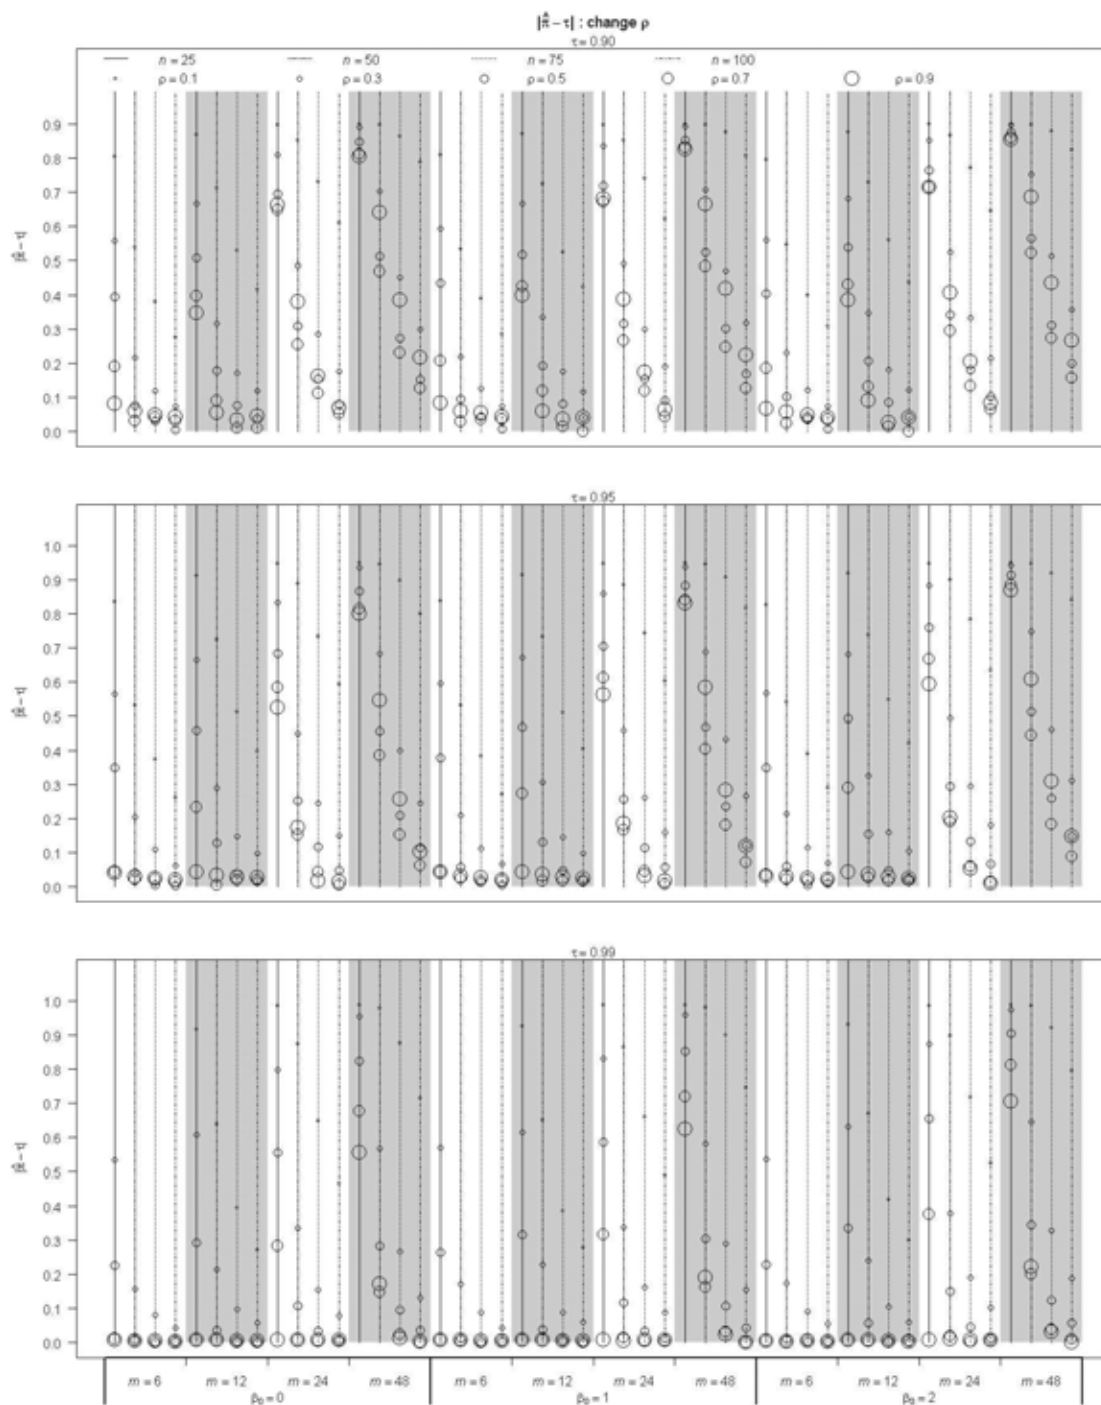 |π̂ − τ| : change ρ
τ = 0.90
n = 25 n = 50 n = 75 n = 100
ρ = 0.1 ρ = 0.3 ρ = 0.5 ρ = 0.7 ρ = 0.9
0.9
0.8
0.7
0.6
0.5
0.4
0.3
0.2
0.1
0.0
|π̂ − τ|
τ = 0.95
1.0
0.9
0.8
0.7
0.6
0.5
0.4
0.3
0.2
0.1
0.0
|π̂ − τ|
τ = 0.99
1.0
0.9
0.8
0.7
0.6
0.5
0.4
0.3
0.2
0.1
0.0
|π̂ − τ|
m = 6 m = 12 m = 24 m = 48 m = 6 m = 12 m = 24 m = 48 m = 6 m = 12 m = 24 m = 48
β₀ = 0 β₀ = 1 β₀ = 2